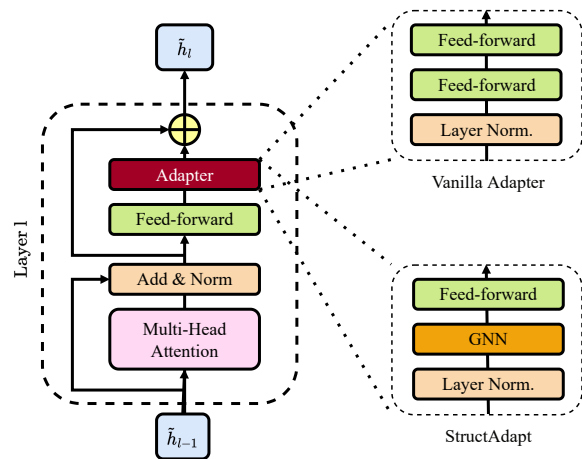 h̃_l
Adapter
Feed-forward
Add & Norm
Multi-Head
Attention
h̃_{l−1}
Layer l
Feed-forward
Feed-forward
Layer Norm.
Vanilla Adapter
Feed-forward
GNN
Layer Norm.
StructAdapt